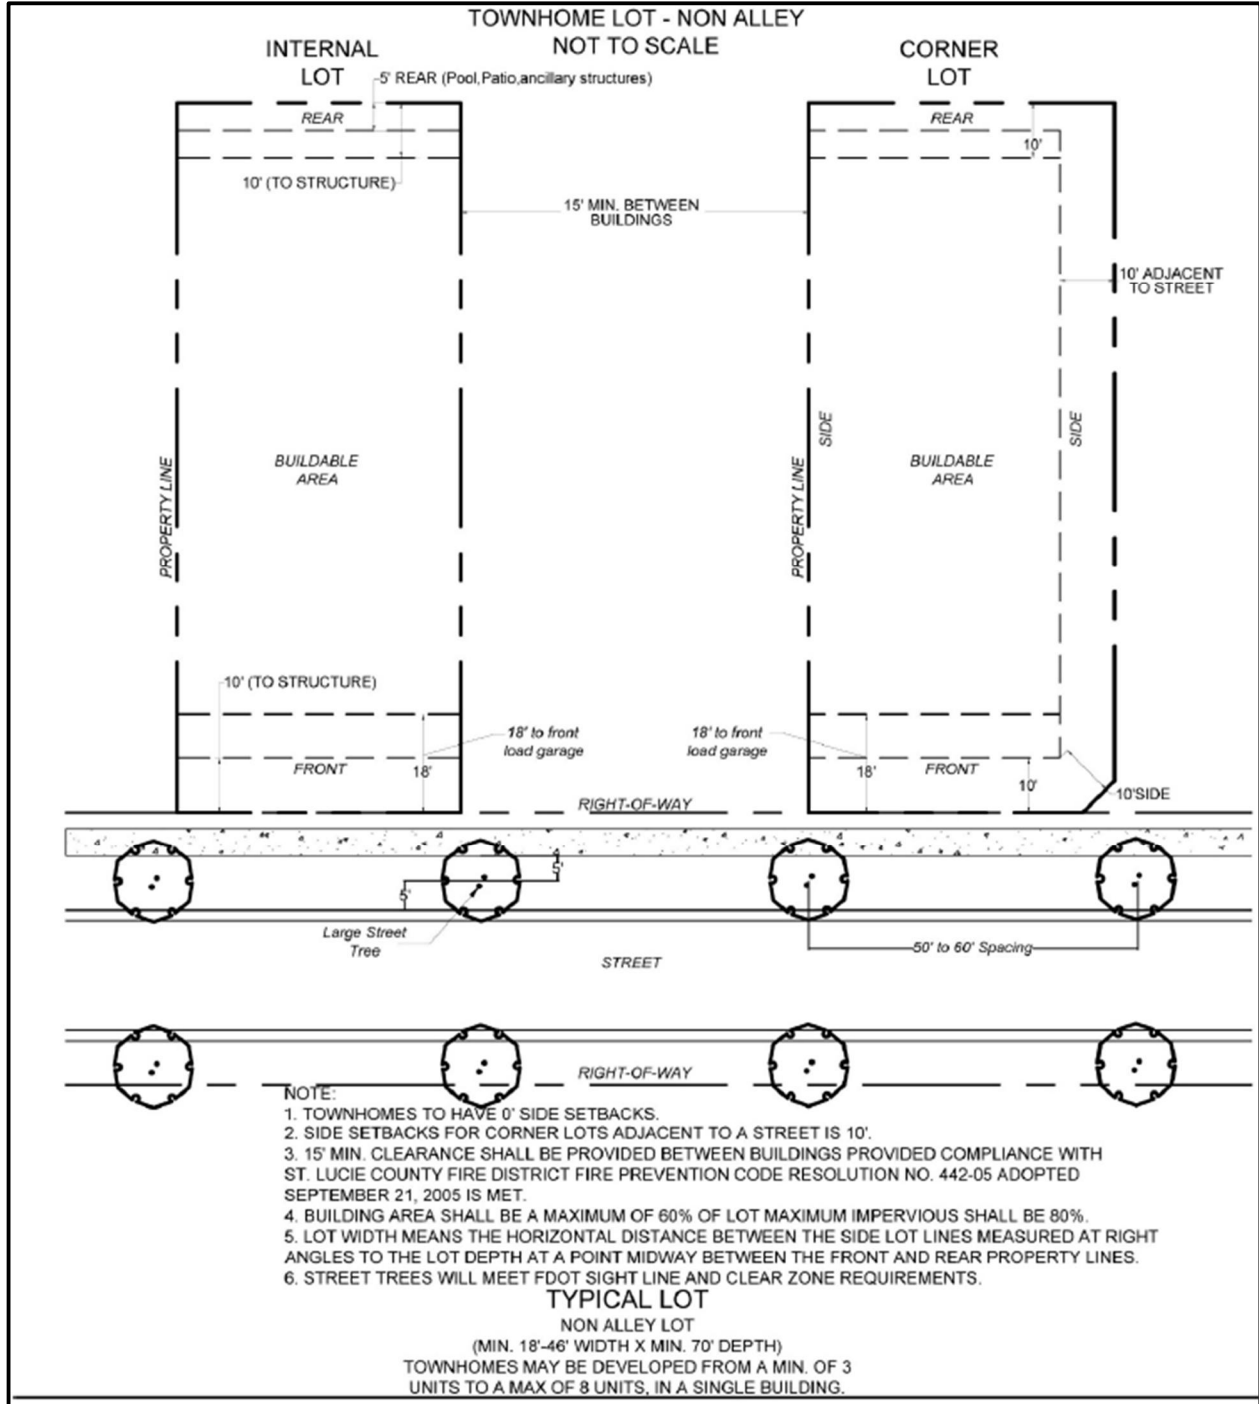 TOWNHOME LOT - NON ALLEY
NOT TO SCALE
INTERNAL
LOT
CORNER
LOT
5' REAR (Pool,Patio,ancillary structures)
REAR
10' (TO STRUCTURE)
REAR
10'
15' MIN. BETWEEN
BUILDINGS
10' ADJACENT
TO STREET
PROPERTY LINE
BUILDABLE
AREA
PROPERTY LINE
SIDE
BUILDABLE
AREA
SIDE
10' (TO STRUCTURE)
18' to front
load garage
18' to front
load garage
FRONT
18'
18'
FRONT
10'
10'SIDE
RIGHT-OF-WAY
5'
5'
Large Street
Tree
50' to 60' Spacing
STREET
RIGHT-OF-WAY
NOTE:
1. TOWNHOMES TO HAVE 0' SIDE SETBACKS.
2. SIDE SETBACKS FOR CORNER LOTS ADJACENT TO A STREET IS 10'.
3. 15' MIN. CLEARANCE SHALL BE PROVIDED BETWEEN BUILDINGS PROVIDED COMPLIANCE WITH
ST. LUCIE COUNTY FIRE DISTRICT FIRE PREVENTION CODE RESOLUTION NO. 442-05 ADOPTED
SEPTEMBER 21, 2005 IS MET.
4. BUILDING AREA SHALL BE A MAXIMUM OF 60% OF LOT MAXIMUM IMPERVIOUS SHALL BE 80%.
5. LOT WIDTH MEANS THE HORIZONTAL DISTANCE BETWEEN THE SIDE LOT LINES MEASURED AT RIGHT
ANGLES TO THE LOT DEPTH AT A POINT MIDWAY BETWEEN THE FRONT AND REAR PROPERTY LINES.
6. STREET TREES WILL MEET FDOT SIGHT LINE AND CLEAR ZONE REQUIREMENTS.
TYPICAL LOT
NON ALLEY LOT
(MIN. 18'-46' WIDTH X MIN. 70' DEPTH)
TOWNHOMES MAY BE DEVELOPED FROM A MIN. OF 3
UNITS TO A MAX OF 8 UNITS, IN A SINGLE BUILDING.